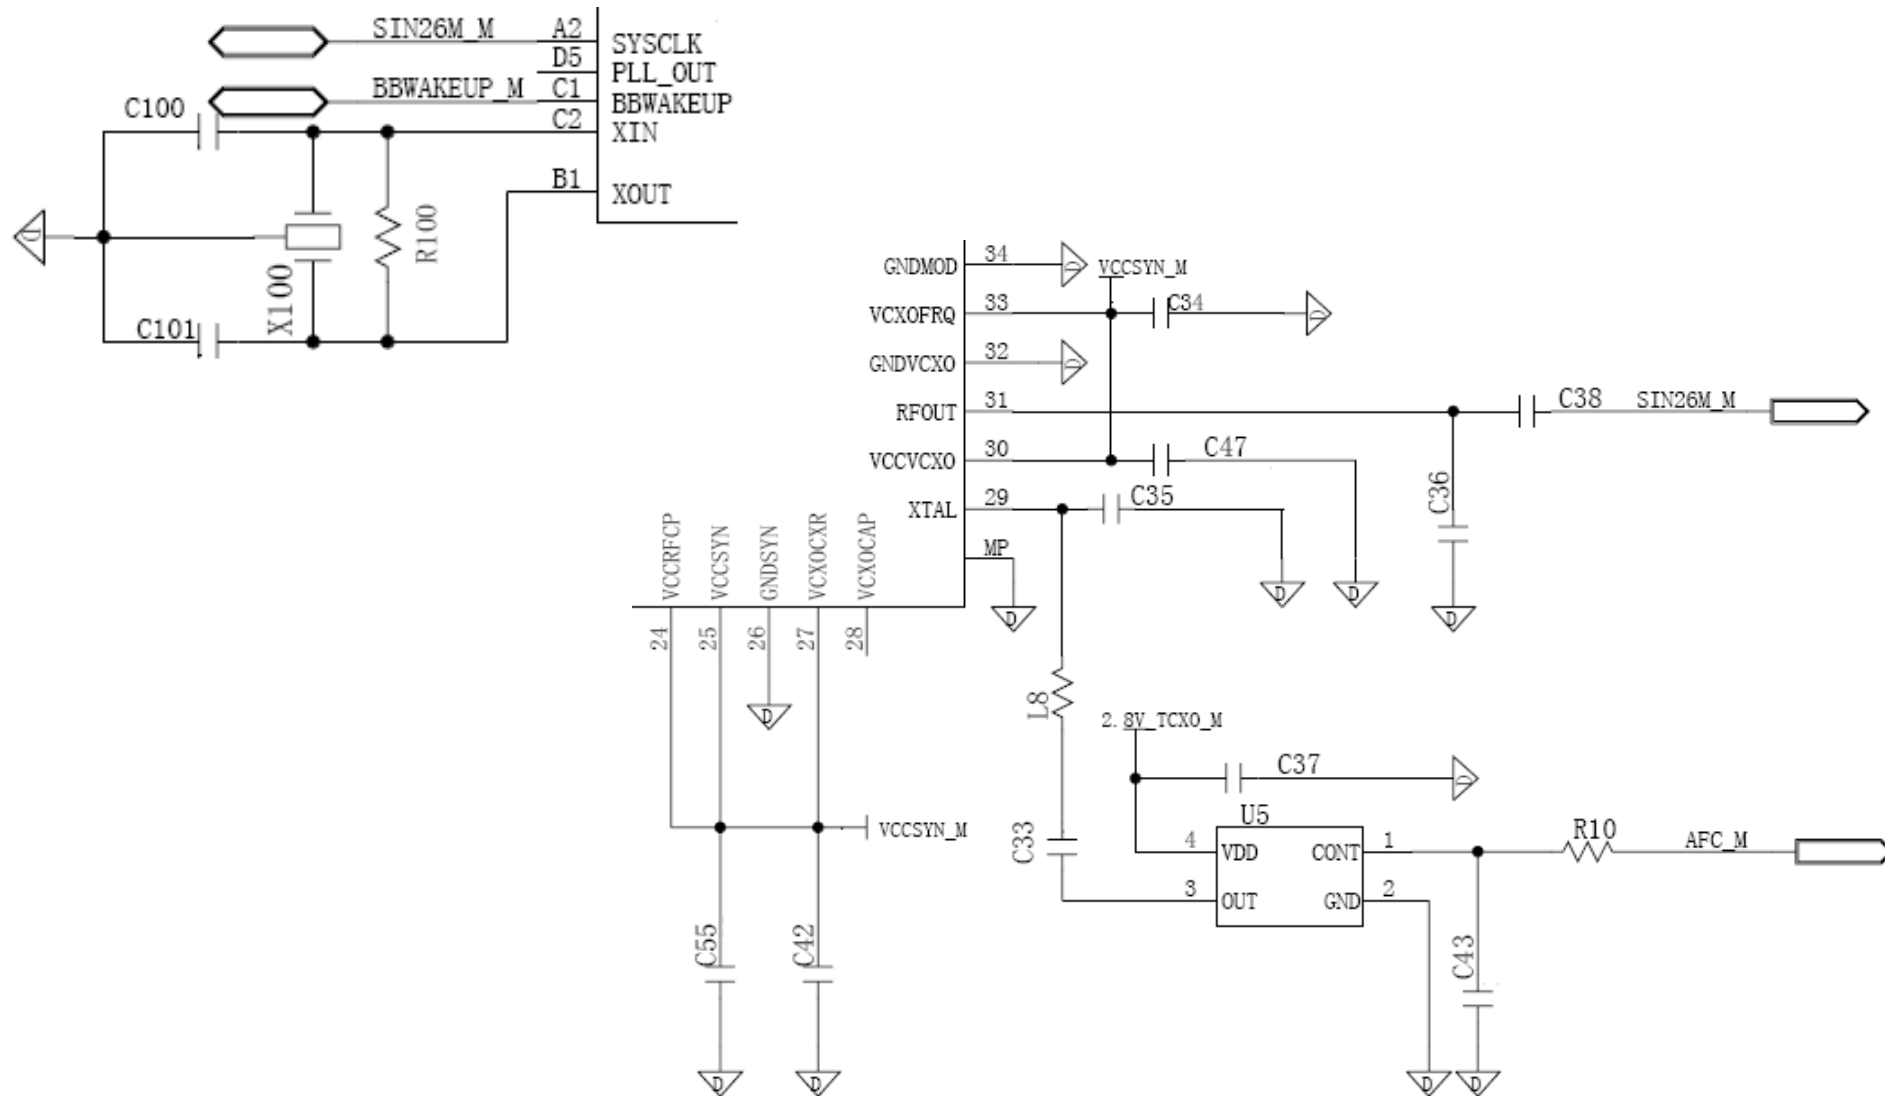 SIN26M_M
A2
SYSCLK
D5
PLL_OUT
BBWAKEUP_M
C1
BBWAKEUP
C100
C2
XIN
B1
XOUT
R100
X100
C101
GNDMOD
34
D
VCCSYN_M
VCXOFRQ
33
C34
D
GNDVCXO
32
D
RFOUT
31
C38
SIN26M_M
VCCVCXO
30
C47
C36
XTAL
29
C35
MP
D
D
D
D
VCCRFCP
VCCSYN
GNDSYN
VCXOCXR
VCXOCAP
24
25
26
27
28
D
L8
2.8V_TCXO_M
C37
D
VCCSYN_M
C33
U5
4
VDD
CONT
1
R10
AFC_M
3
OUT
GND
2
C55
C42
C43
D
D
D
D